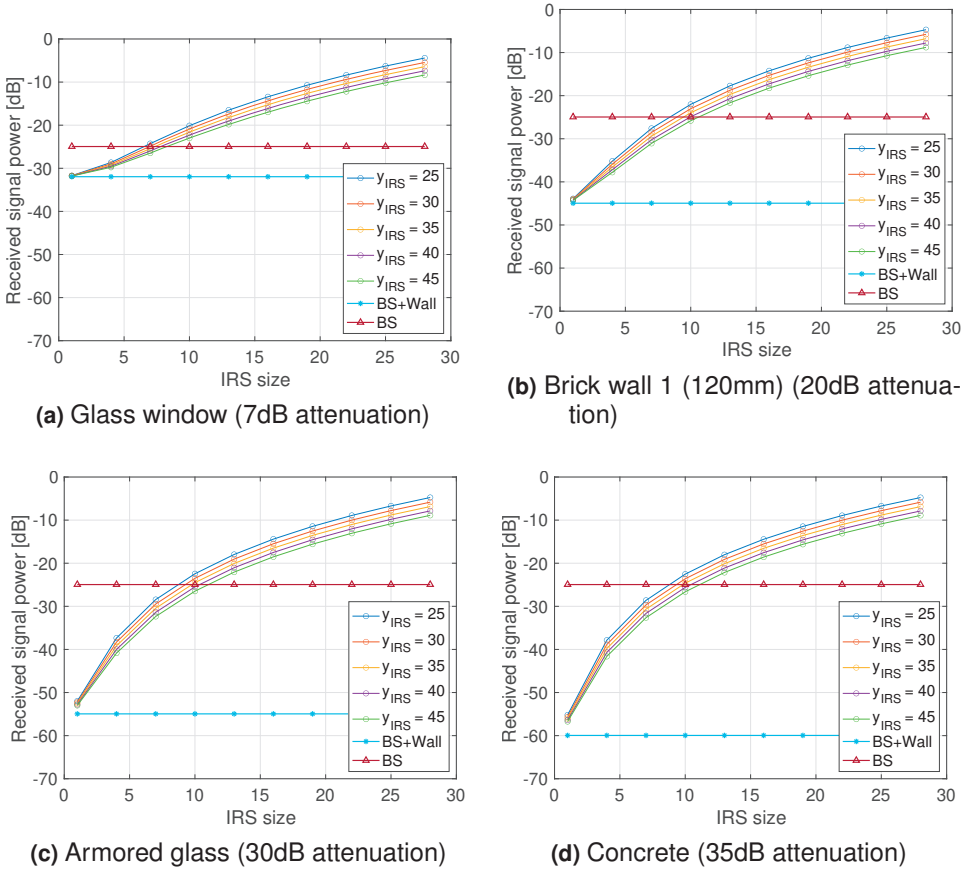 0
-10
-20
-30
-40
-50
-60
-70
Received signal power [dB]
0 5 10 15 20 25 30
IRS size
y_IRS = 25
y_IRS = 30
y_IRS = 35
y_IRS = 40
y_IRS = 45
BS+Wall
BS
(a) Glass window (7dB attenuation)
0
-10
-20
-30
-40
-50
-60
-70
Received signal power [dB]
0 5 10 15 20 25 30
IRS size
y_IRS = 25
y_IRS = 30
y_IRS = 35
y_IRS = 40
y_IRS = 45
BS+Wall
BS
(b) Brick wall 1 (120mm) (20dB attenua-
tion)
0
-10
-20
-30
-40
-50
-60
-70
Received signal power [dB]
0 5 10 15 20 25 30
IRS size
y_IRS = 25
y_IRS = 30
y_IRS = 35
y_IRS = 40
y_IRS = 45
BS+Wall
BS
(c) Armored glass (30dB attenuation)
0
-10
-20
-30
-40
-50
-60
-70
Received signal power [dB]
0 5 10 15 20 25 30
IRS size
y_IRS = 25
y_IRS = 30
y_IRS = 35
y_IRS = 40
y_IRS = 45
BS+Wall
BS
(d) Concrete (35dB attenuation)